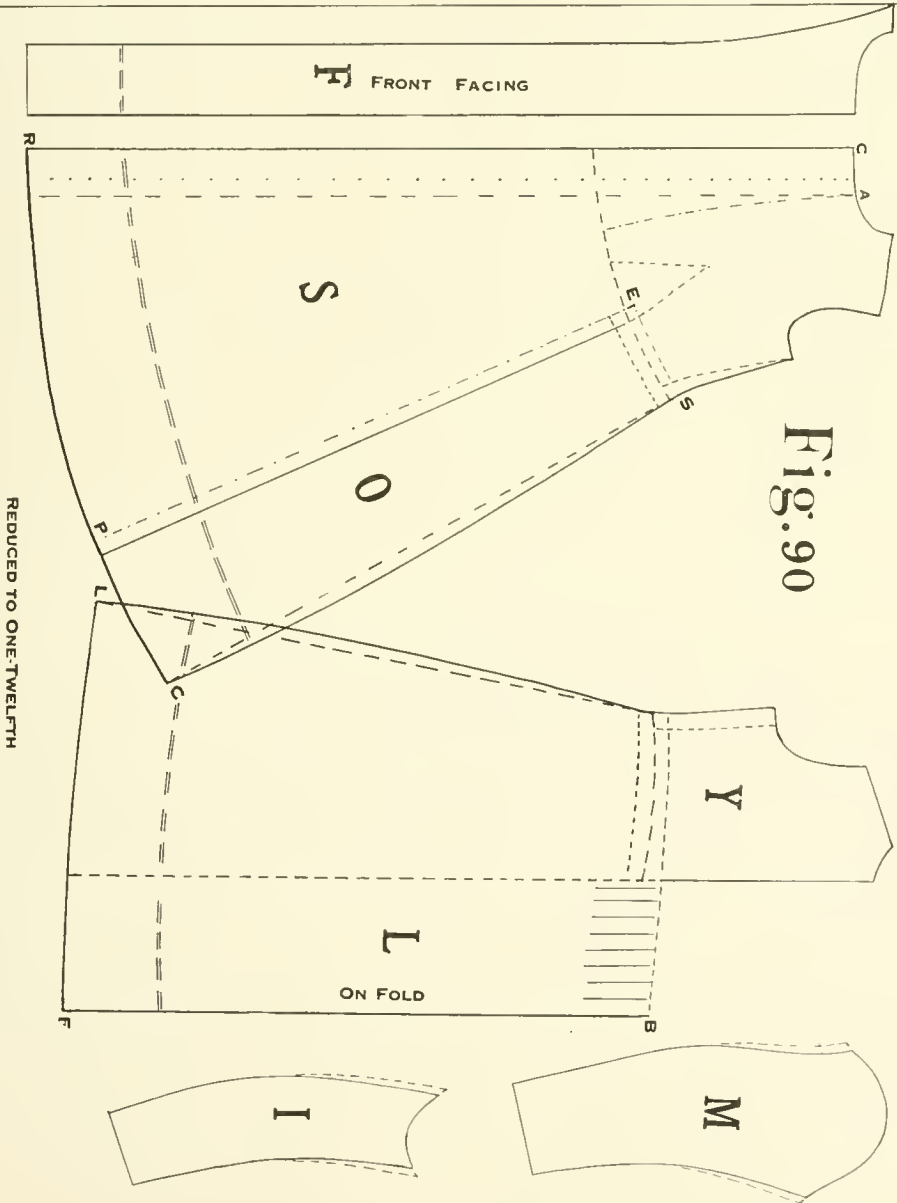 F FRONT FACING
R
C
A
S
E
S
O
P
C
Fig. 90
L
Y
L
ON FOLD
F
B
I
M
REDUCED TO ONE-TWELFTH